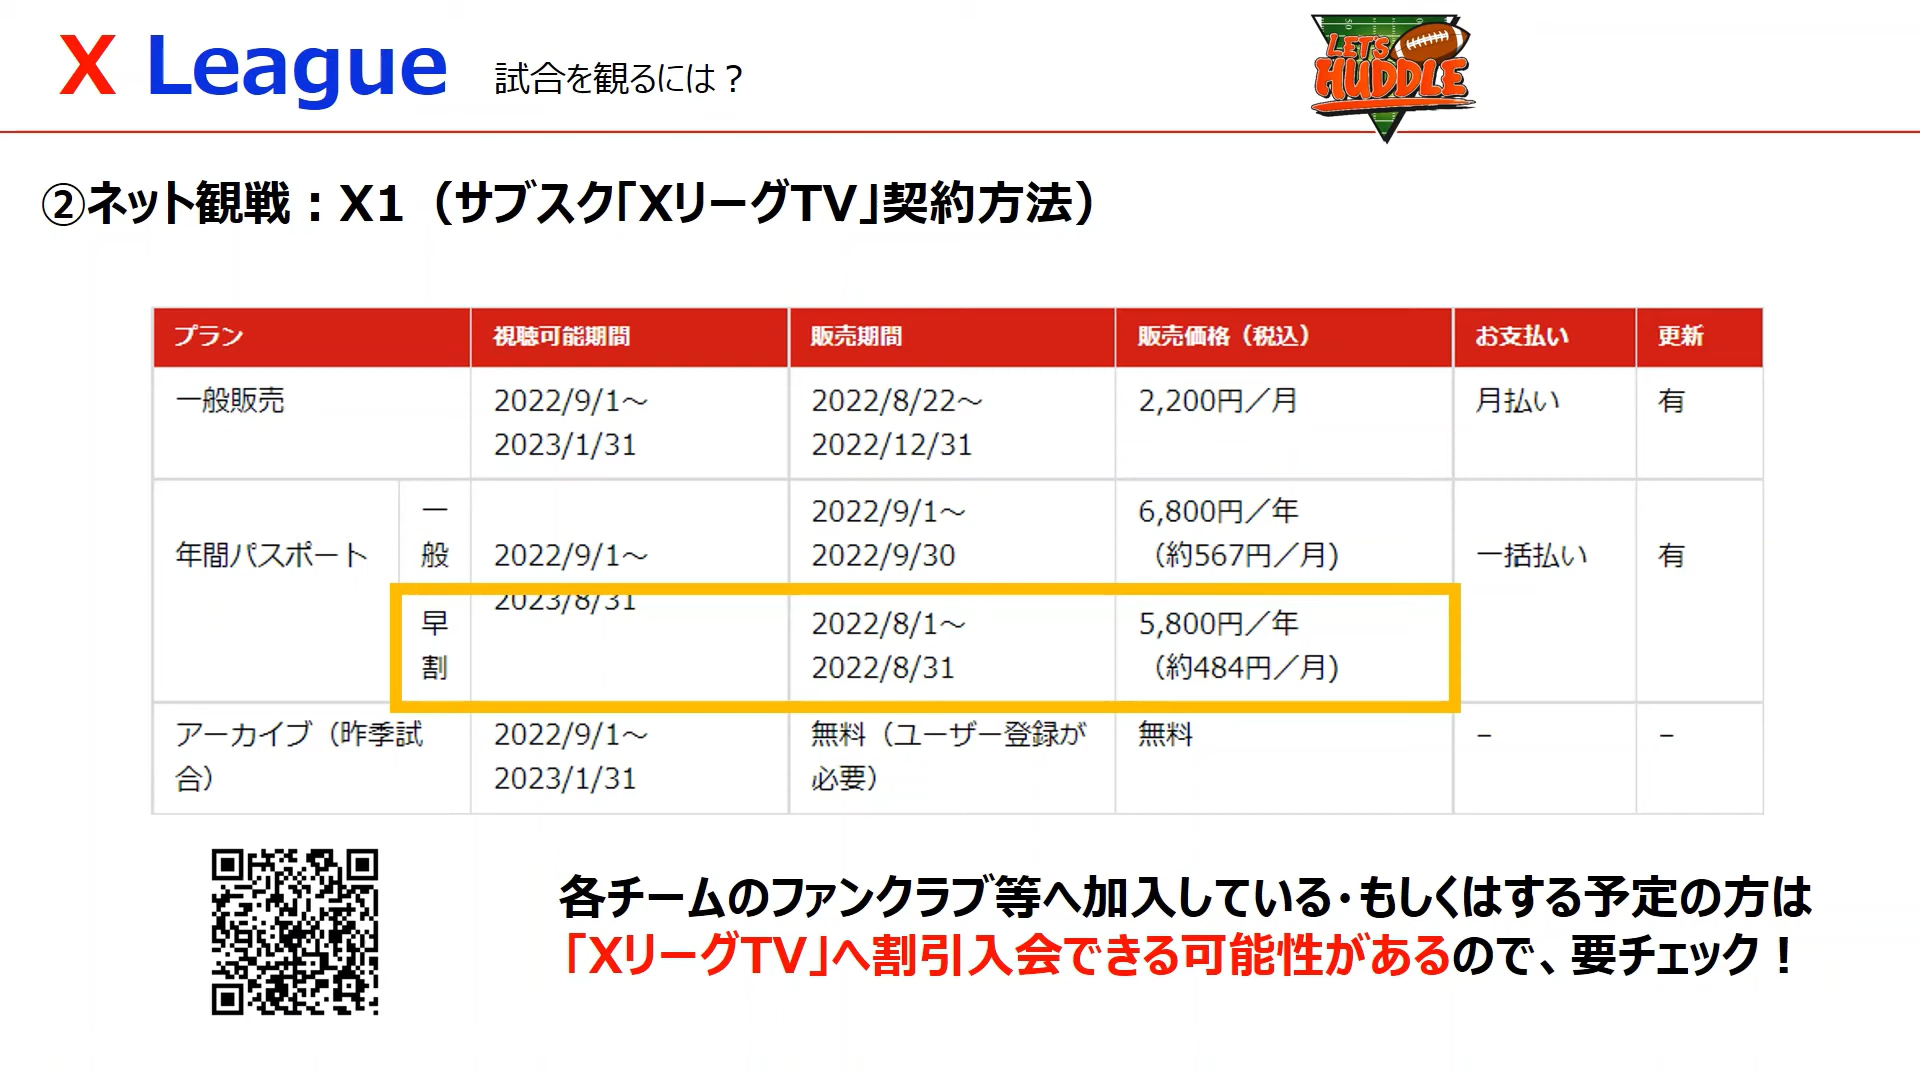 X League 試合を観るには？
LET'S
HUDDLE
②ネット観戦：X1（サブスク「XリーグTV」契約方法）
プラン 視聴可能期間 販売期間 販売価格（税込） お支払い 更新
一般販売 2022/9/1～ 2022/8/22～ 2,200円／月 月払い 有
2023/1/31 2022/12/31
一 2022/9/1～ 6,800円／年
年間パスポート 般 2022/9/1～ 2022/9/30 （約567円／月) 一括払い 有
2023/8/31
早 2022/8/1～ 5,800円／年
割 2022/8/31 （約484円／月)
アーカイブ（昨季試 2022/9/1～ 無料（ユーザー登録が 無料 – –
合） 2023/1/31 必要）
各チームのファンクラブ等へ加入している・もしくはする予定の方は
「XリーグTV」へ割引入会できる可能性があるので、要チェック！